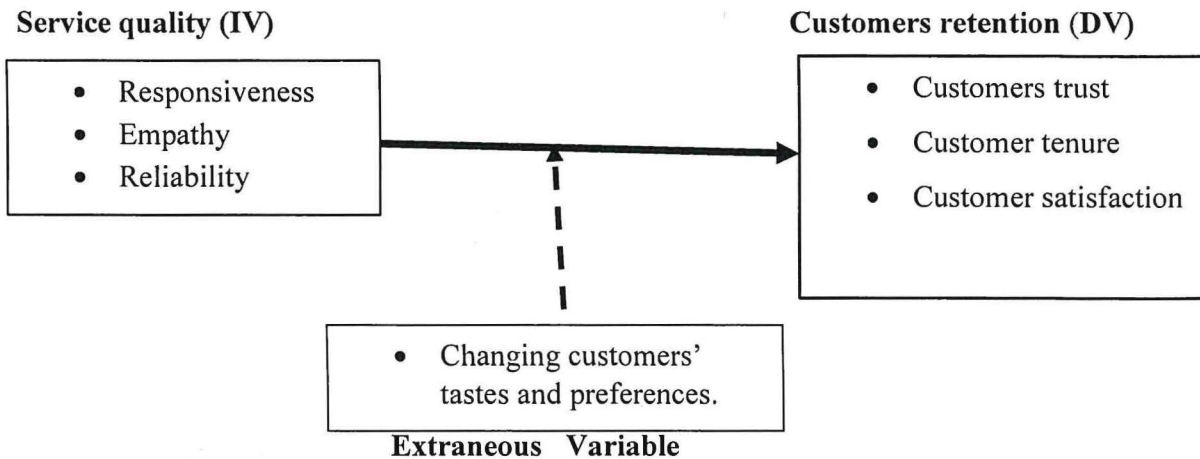 Service quality (IV)
Customers retention (DV)
• Responsiveness
• Empathy
• Reliability
• Customers trust
• Customer tenure
• Customer satisfaction
• Changing customers’
tastes and preferences.
Extraneous Variable